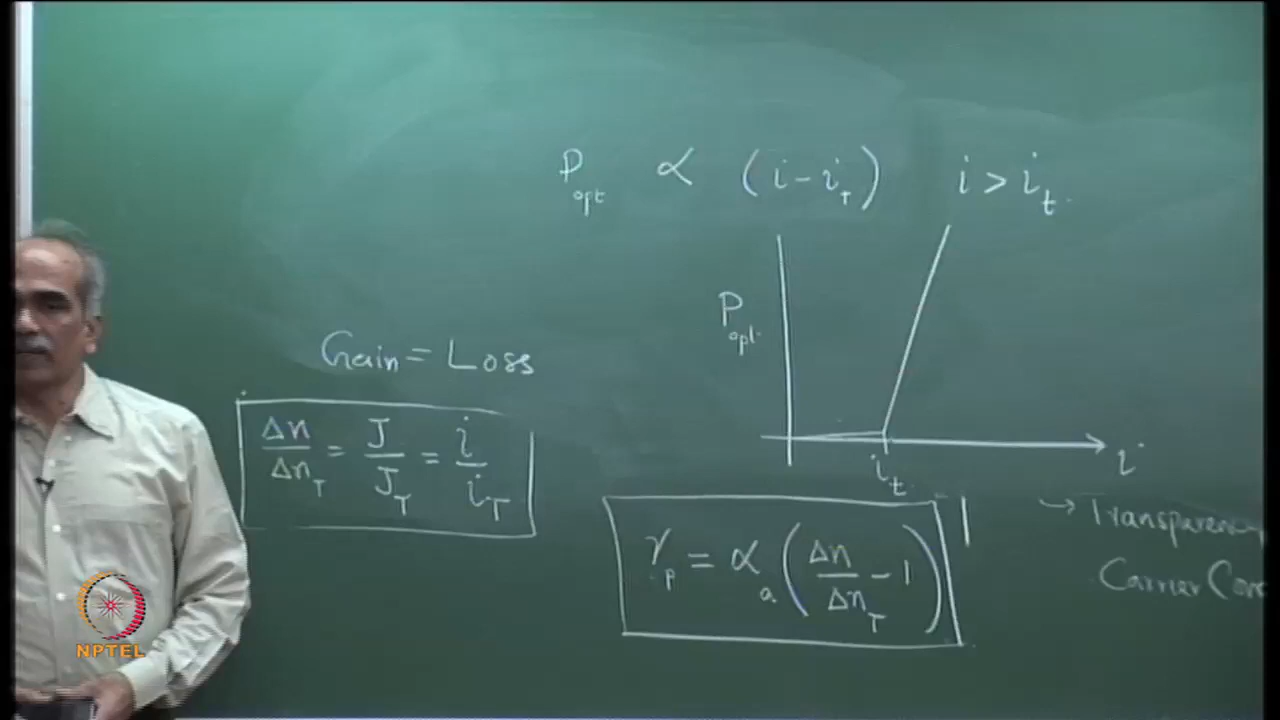 P_opt ∝ (i - i_T) i > i_t.
P_opt.
i_t
i
Gain = Loss
Δn/Δn_T = J/J_T = i/i_T
γ_p = α_a (Δn/Δn_T - 1)
→ Transparency
Carrier
NPTEL